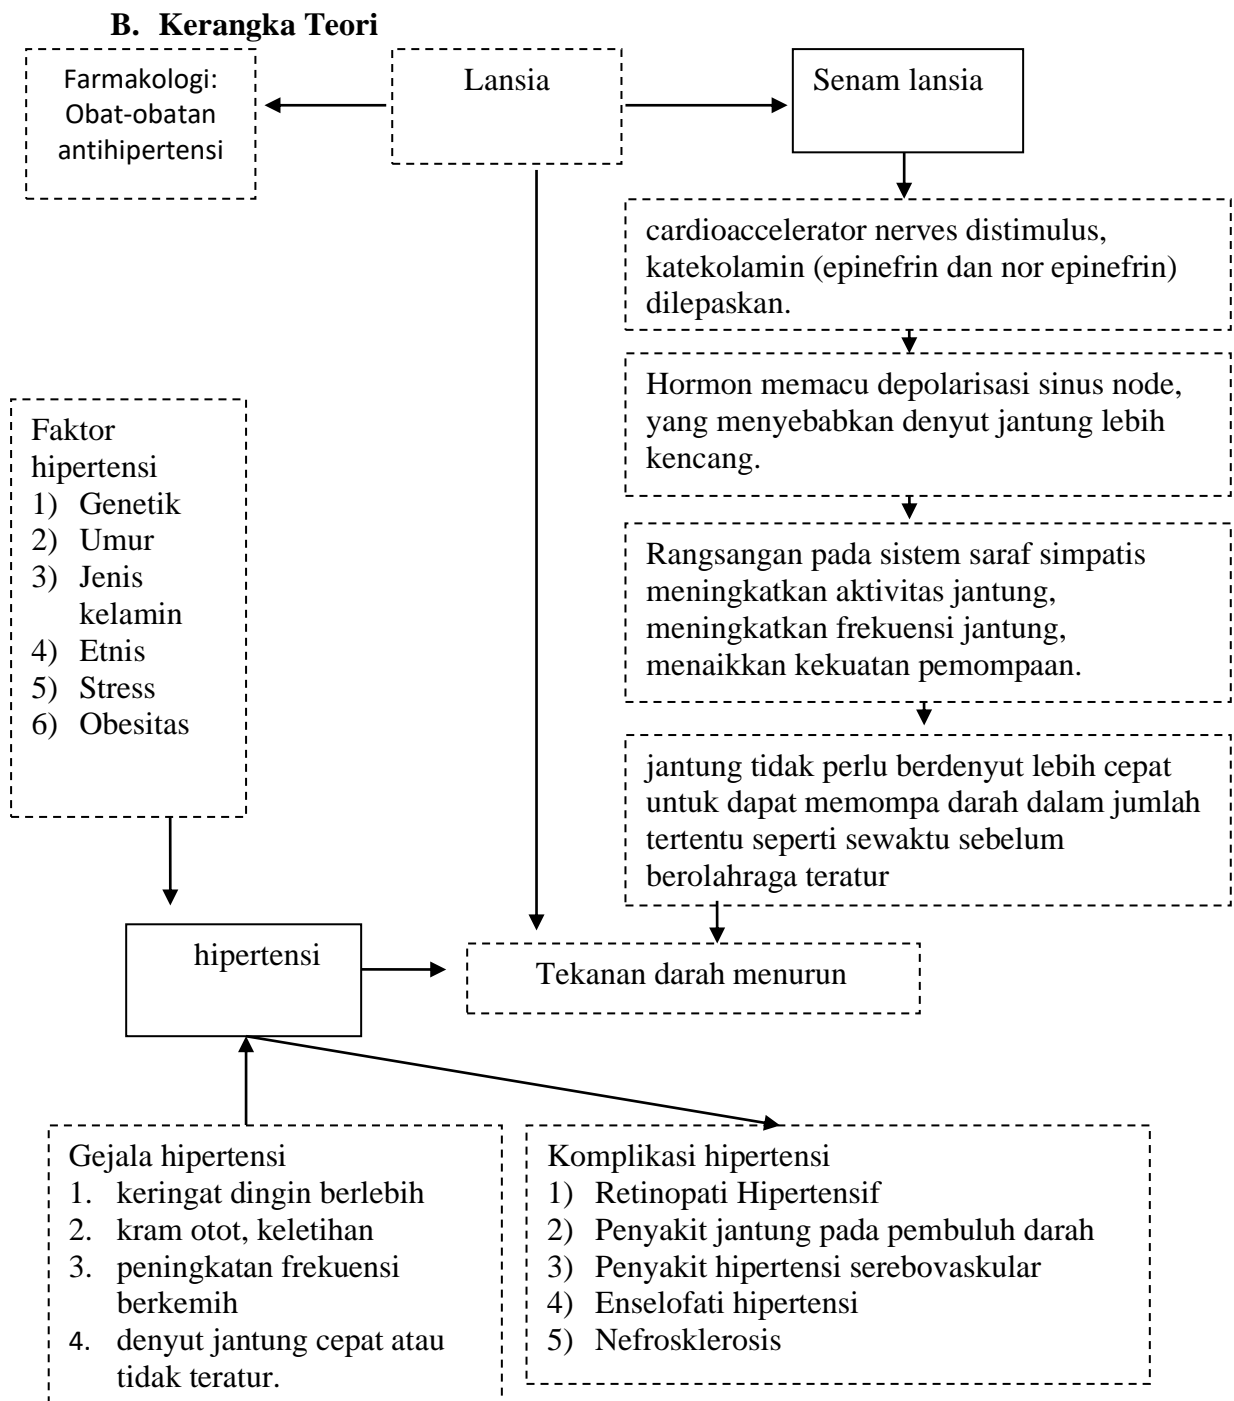 B. Kerangka Teori
Farmakologi:
Obat-obatan
antihipertensi
Lansia
Senam lansia
cardioaccelerator nerves distimulus,
katekolamin (epinefrin dan nor epinefrin)
dilepaskan.
Hormon memacu depolarisasi sinus node,
yang menyebabkan denyut jantung lebih
kencang.
Faktor
hipertensi
1) Genetik
2) Umur
3) Jenis
kelamin
4) Etnis
5) Stress
6) Obesitas
Rangsangan pada sistem saraf simpatis
meningkatkan aktivitas jantung,
meningkatkan frekuensi jantung,
menaikkan kekuatan pemompaan.
jantung tidak perlu berdenyut lebih cepat
untuk dapat memompa darah dalam jumlah
tertentu seperti sewaktu sebelum
berolahraga teratur
hipertensi
Tekanan darah menurun
Gejala hipertensi
1. keringat dingin berlebih
2. kram otot, keletihan
3. peningkatan frekuensi
berkemih
4. denyut jantung cepat atau
tidak teratur.
Komplikasi hipertensi
1) Retinopati Hipertensif
2) Penyakit jantung pada pembuluh darah
3) Penyakit hipertensi serebovaskular
4) Enselofati hipertensi
5) Nefrosklerosis